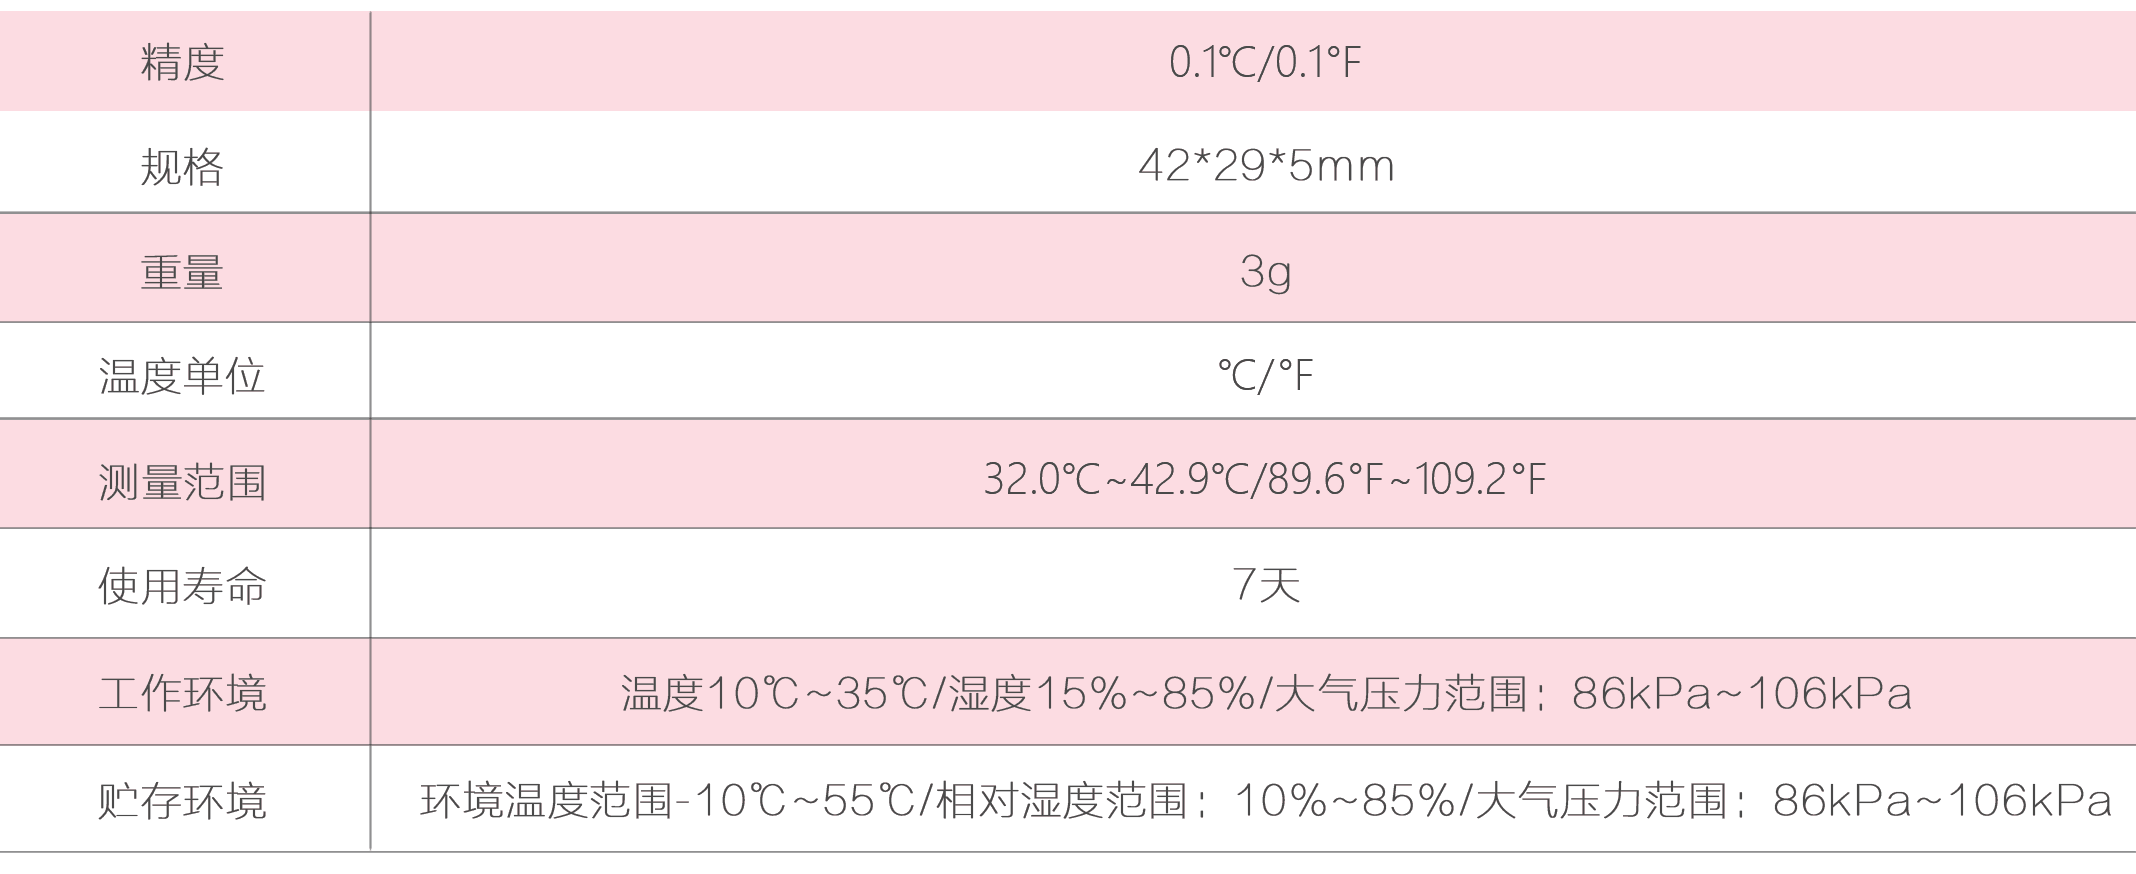 精度 0.1℃/0.1°F
规格 42*29*5mm
重量 3g
温度单位 ℃/°F
测量范围 32.0℃~42.9℃/89.6°F~109.2°F
使用寿命 7天
工作环境 温度10℃~35℃/湿度15%~85%/大气压力范围；86kPa~106kPa
贮存环境 环境温度范围-10℃~55℃/相对湿度范围；10%~85%/大气压力范围；86kPa~106kPa